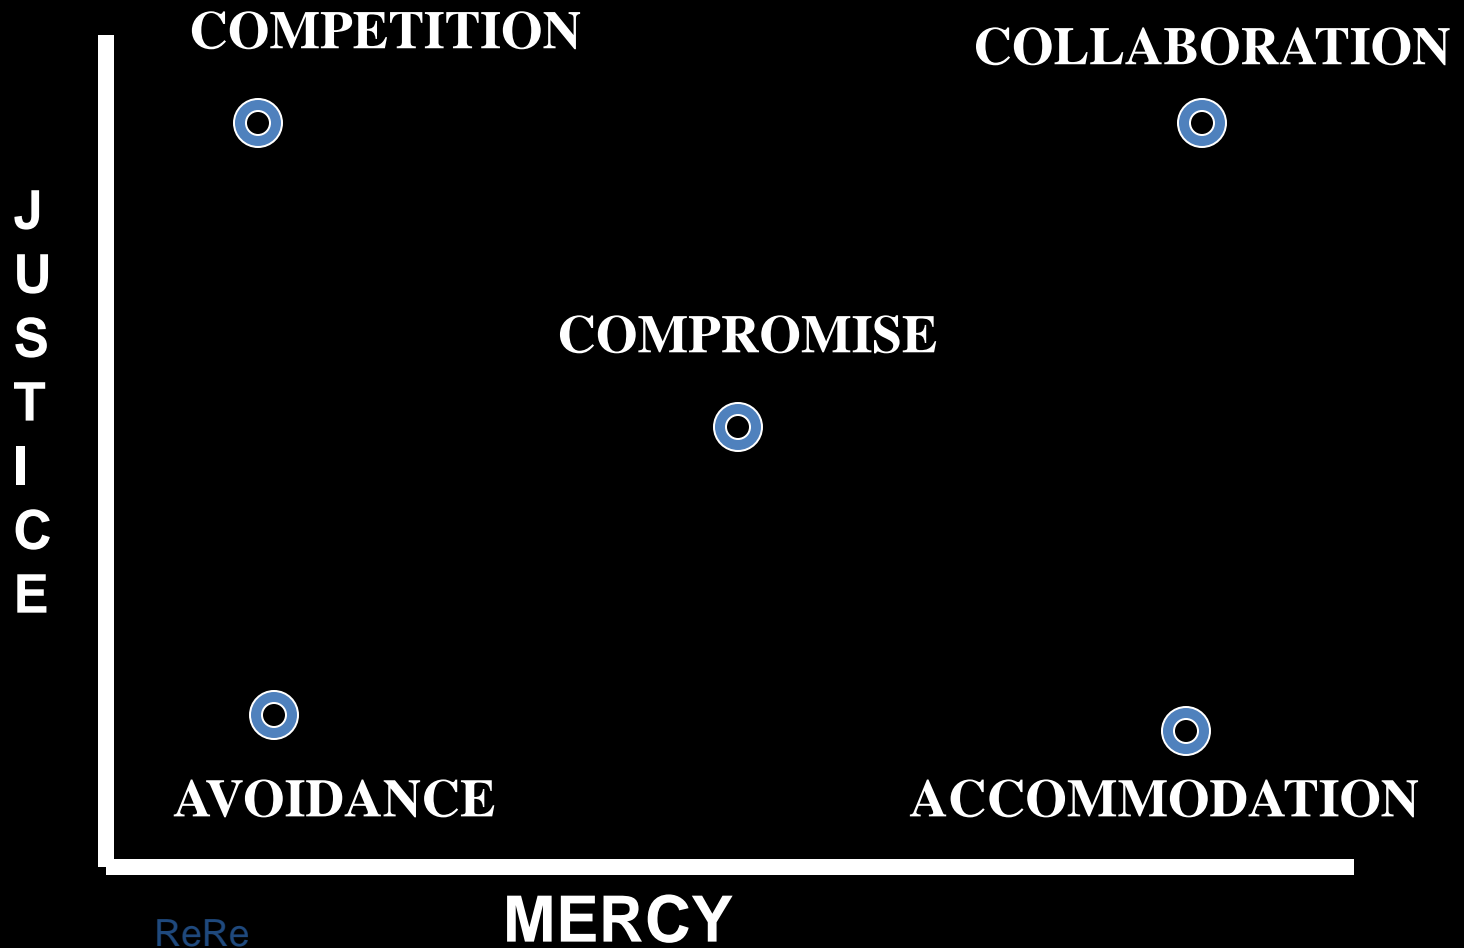 COMPETITION
COLLABORATION
J
U
S
T
I
C
E
COMPROMISE
AVOIDANCE
ACCOMMODATION
MERCY
ReRe